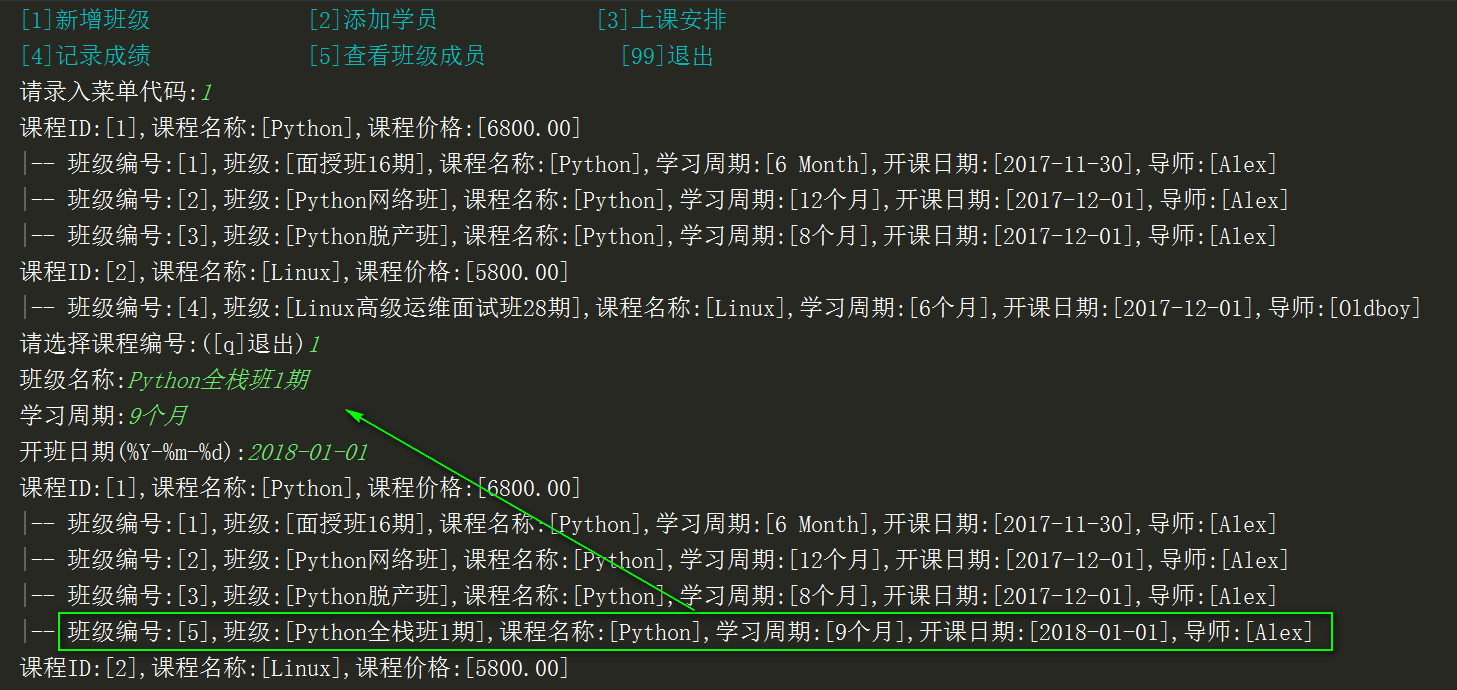 [1]新增班级 [2]添加学员 [3]上课安排
[4]记录成绩 [5]查看班级成员 [99]退出
请录入菜单代码:1
课程ID:[1],课程名称:[Python],课程价格:[6800.00]
|-- 班级编号:[1],班级:[面授班16期],课程名称:[Python],学习周期:[6 Month],开课日期:[2017-11-30],导师:[Alex]
|-- 班级编号:[2],班级:[Python网络班],课程名称:[Python],学习周期:[12个月],开课日期:[2017-12-01],导师:[Alex]
|-- 班级编号:[3],班级:[Python脱产班],课程名称:[Python],学习周期:[8个月],开课日期:[2017-12-01],导师:[Alex]
课程ID:[2],课程名称:[Linux],课程价格:[5800.00]
|-- 班级编号:[4],班级:[Linux高级运维面试班28期],课程名称:[Linux],学习周期:[6个月],开课日期:[2017-12-01],导师:[Oldboy]
请选择课程编号:([q]退出)1
班级名称:Python全栈班1期
学习周期:9个月
开班日期(%Y-%m-%d):2018-01-01
课程ID:[1],课程名称:[Python],课程价格:[6800.00]
|-- 班级编号:[1],班级:[面授班16期],课程名称:[Python],学习周期:[6 Month],开课日期:[2017-11-30],导师:[Alex]
|-- 班级编号:[2],班级:[Python网络班],课程名称:[Python],学习周期:[12个月],开课日期:[2017-12-01],导师:[Alex]
|-- 班级编号:[3],班级:[Python脱产班],课程名称:[Python],学习周期:[8个月],开课日期:[2017-12-01],导师:[Alex]
|-- 班级编号:[5],班级:[Python全栈班1期],课程名称:[Python],学习周期:[9个月],开课日期:[2018-01-01],导师:[Alex]
课程ID:[2],课程名称:[Linux],课程价格:[5800.00]